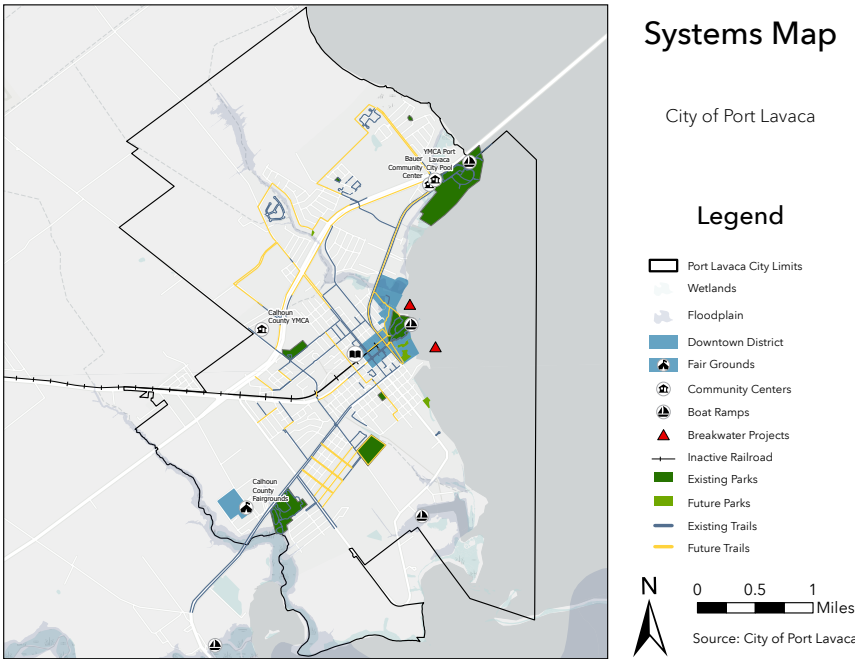 Systems Map
City of Port Lavaca
YMCA Port
Lavaca
City Pool
Bauer
Community
Center
Calhoun
County YMCA
Calhoun
County
Fairgrounds
Legend
Port Lavaca City Limits
Wetlands
Floodplain
Downtown District
Fair Grounds
Community Centers
Boat Ramps
Breakwater Projects
Inactive Railroad
Existing Parks
Future Parks
Existing Trails
Future Trails
N
0 0.5 1
Miles
Source: City of Port Lavaca